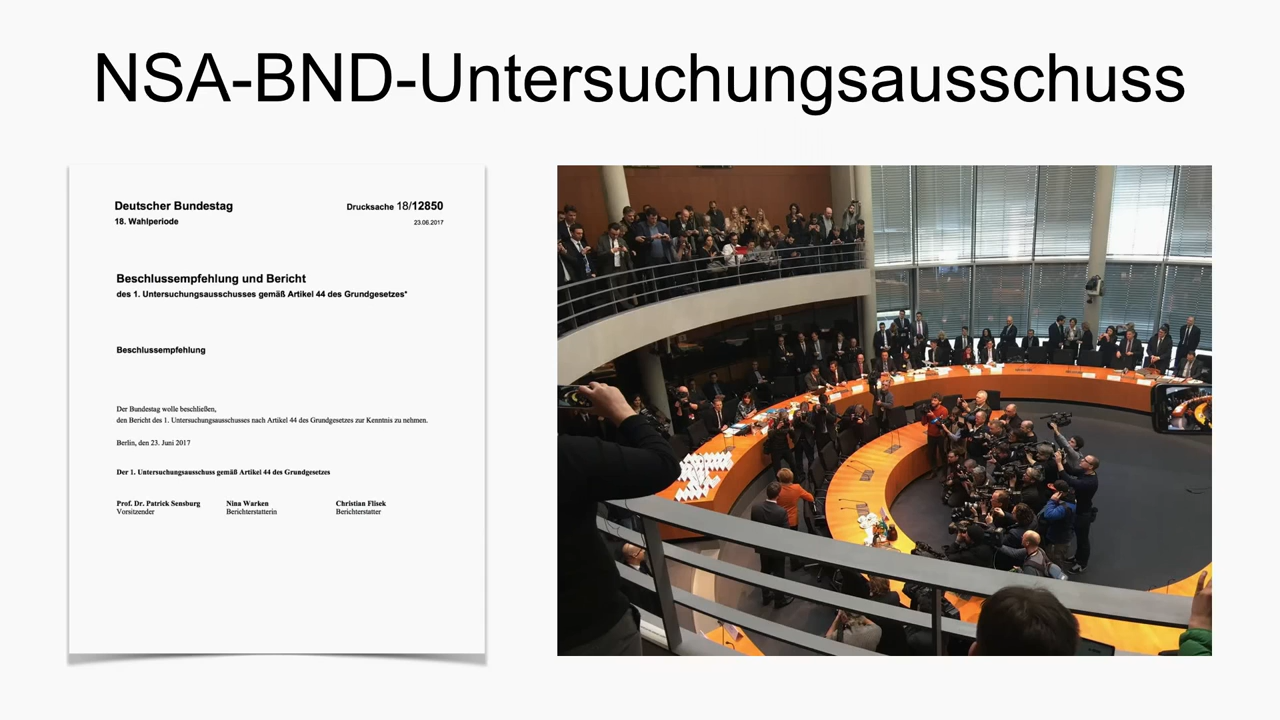 NSA-BND-Untersuchungsausschuss
Deutscher Bundestag
Drucksache 18/12850
18. Wahlperiode
23.06.2017
Beschlussempfehlung und Bericht
des 1. Untersuchungsausschusses gemäß Artikel 44 des Grundgesetzes*
Beschlussempfehlung
Der Bundestag wolle beschließen,
den Bericht des 1. Untersuchungsausschusses nach Artikel 44 des Grundgesetzes zur Kenntnis zu nehmen.
Berlin, den 23. Juni 2017
Der 1. Untersuchungsausschuss gemäß Artikel 44 des Grundgesetzes
Prof. Dr. Patrick Sensburg
Vorsitzender
Nina Warken
Berichterstatterin
Christian Flisek
Berichterstatter